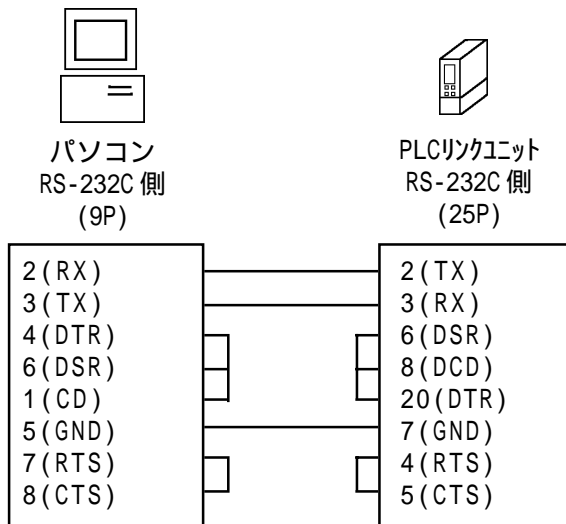 パソコン
RS-232C 側
(9P)
2(RX)
3(TX)
4(DTR)
6(DSR)
1(CD)
5(GND)
7(RTS)
8(CTS)
PLCリンクユニット
RS-232C 側
(25P)
2(TX)
3(RX)
6(DSR)
8(DCD)
20(DTR)
7(GND)
4(RTS)
5(CTS)